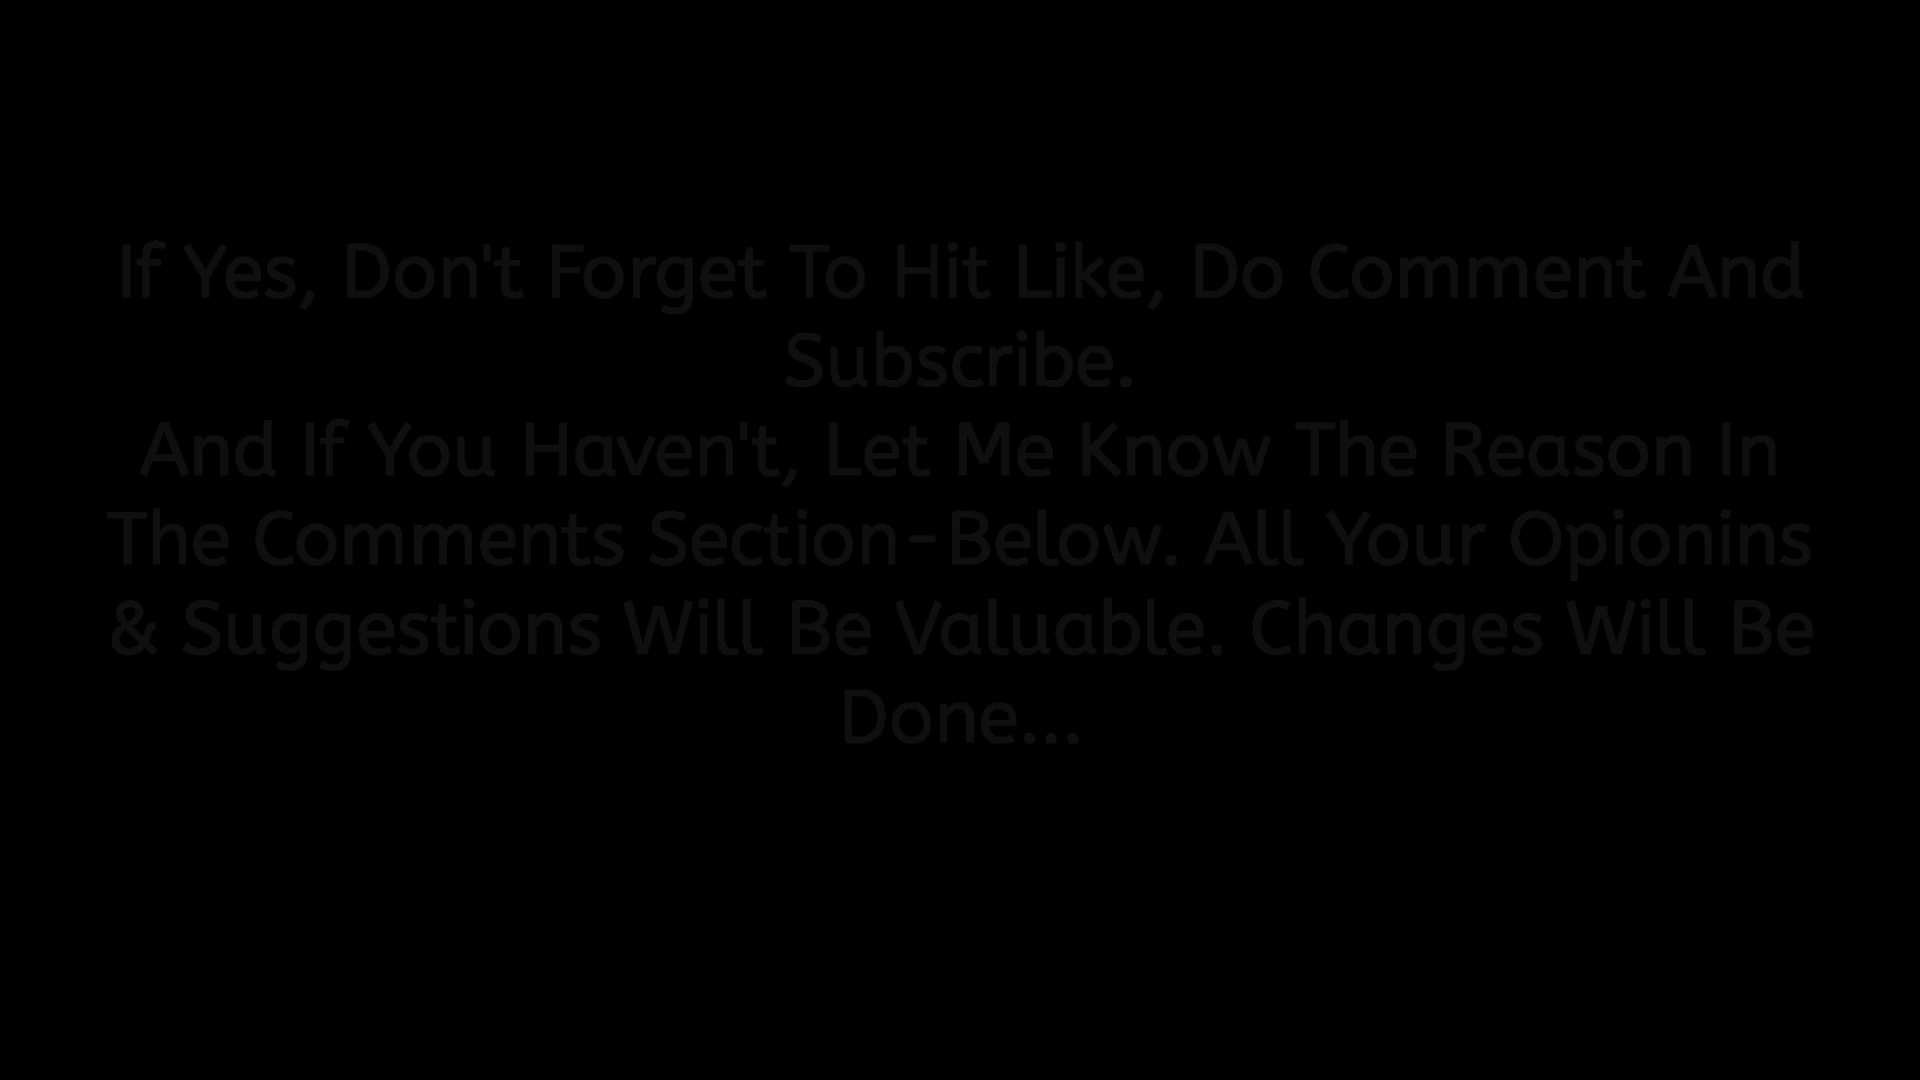 If Yes, Don't Forget To Hit Like, Do Comment And
Subscribe.
And If You Haven't, Let Me Know The Reason In
The Comments Section-Below. All Your Opionins
& Suggestions Will Be Valuable. Changes Will Be
Done...